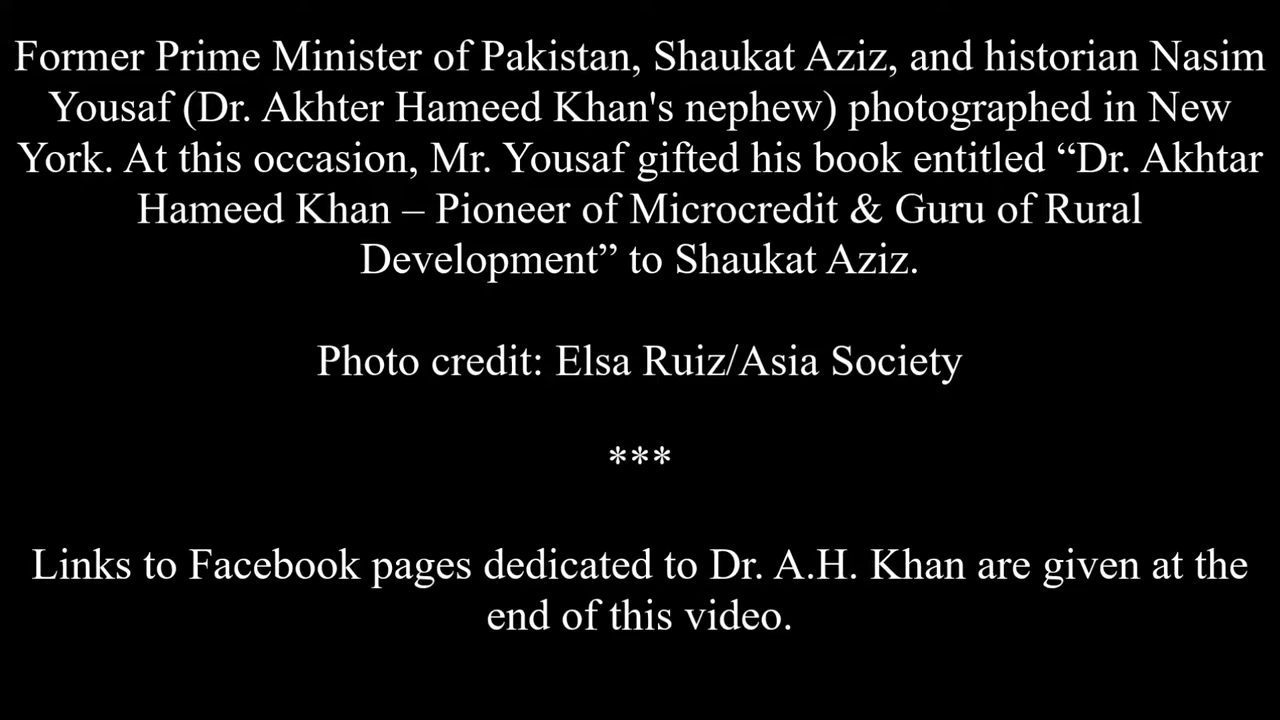 Former Prime Minister of Pakistan, Shaukat Aziz, and historian Nasim
Yousaf (Dr. Akhter Hameed Khan's nephew) photographed in New
York. At this occasion, Mr. Yousaf gifted his book entitled “Dr. Akhtar
Hameed Khan – Pioneer of Microcredit & Guru of Rural
Development” to Shaukat Aziz.
Photo credit: Elsa Ruiz/Asia Society
***
Links to Facebook pages dedicated to Dr. A.H. Khan are given at the
end of this video.